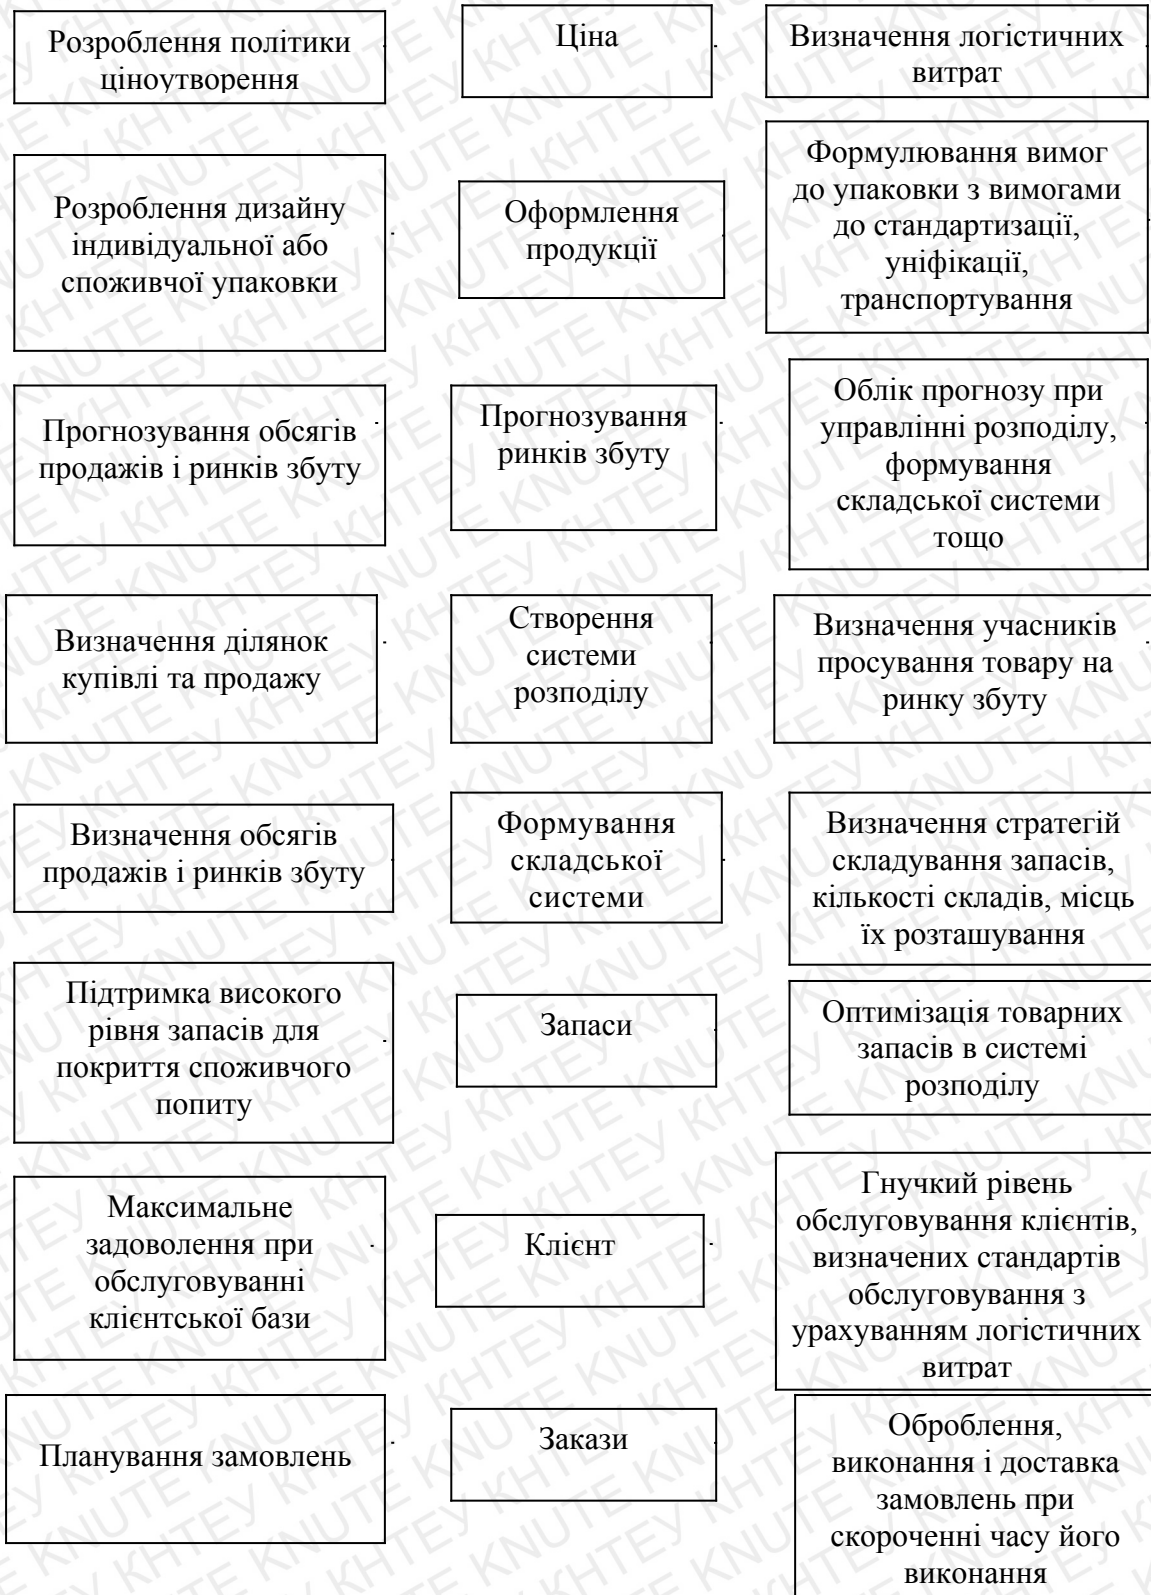 Розроблення політики
ціноутворення
Ціна
Визначення логістичних
витрат
Розроблення дизайну
індивідуальної або
споживчої упаковки
Оформлення
продукції
Формулювання вимог
до упаковки з вимогами
до стандартизації,
уніфікації,
транспортування
Прогнозування обсягів
продажів і ринків збуту
Прогнозування
ринків збуту
Облік прогнозу при
управлінні розподілу,
формування
складської системи
тощо
Визначення ділянок
купівлі та продажу
Створення
системи
розподілу
Визначення учасників
просування товару на
ринку збуту
Визначення обсягів
продажів і ринків збуту
Формування
складської
системи
Визначення стратегій
складування запасів,
кількості складів, місць
їх розташування
Підтримка високого
рівня запасів для
покриття споживчого
попиту
Запаси
Оптимізація товарних
запасів в системі
розподілу
Максимальне
задоволення при
обслуговуванні
клієнтської бази
Клієнт
Гнучкий рівень
обслуговування клієнтів,
визначених стандартів
обслуговування з
урахуванням логістичних
витрат
Планування замовлень
Закази
Оброблення,
виконання і доставка
замовлень при
скороченні часу його
виконання